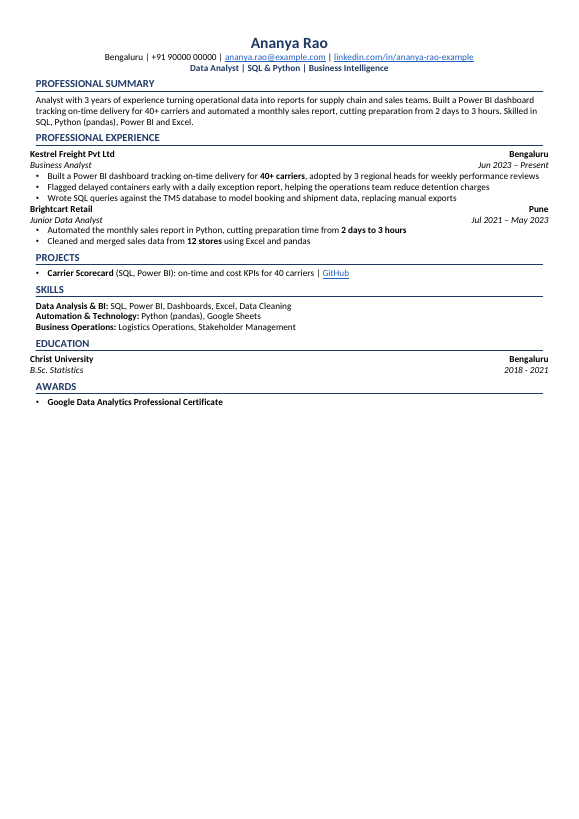 Ananya Rao
Bengaluru | +91 90000 00000 | ananya.rao@example.com | linkedin.com/in/ananya-rao-example
Data Analyst | SQL & Python | Business Intelligence
PROFESSIONAL SUMMARY
Analyst with 3 years of experience turning operational data into reports for supply chain and sales teams. Built a Power BI dashboard
tracking on-time delivery for 40+ carriers and automated a monthly sales report, cutting preparation from 2 days to 3 hours. Skilled in
SQL, Python (pandas), Power BI and Excel.
PROFESSIONAL EXPERIENCE
Kestrel Freight Pvt Ltd Bengaluru
Business Analyst Jun 2023 – Present
• Built a Power BI dashboard tracking on-time delivery for 40+ carriers, adopted by 3 regional heads for weekly performance reviews
• Flagged delayed containers early with a daily exception report, helping the operations team reduce detention charges
• Wrote SQL queries against the TMS database to model booking and shipment data, replacing manual exports
Brightcart Retail Pune
Junior Data Analyst Jul 2021 – May 2023
• Automated the monthly sales report in Python, cutting preparation time from 2 days to 3 hours
• Cleaned and merged sales data from 12 stores using Excel and pandas
PROJECTS
• Carrier Scorecard (SQL, Power BI): on-time and cost KPIs for 40 carriers | GitHub
SKILLS
Data Analysis & BI: SQL, Power BI, Dashboards, Excel, Data Cleaning
Automation & Technology: Python (pandas), Google Sheets
Business Operations: Logistics Operations, Stakeholder Management
EDUCATION
Christ University Bengaluru
B.Sc. Statistics 2018 - 2021
AWARDS
• Google Data Analytics Professional Certificate